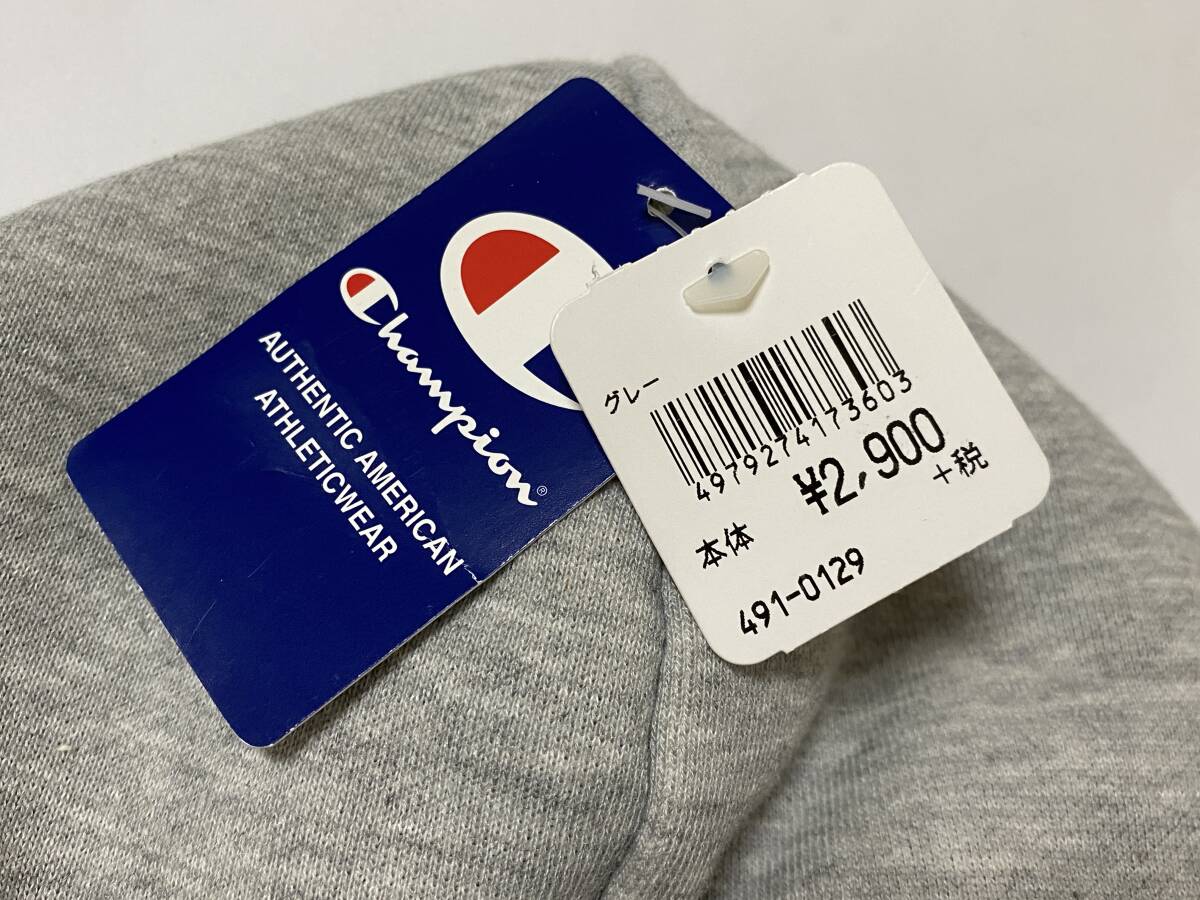 Champion®
AUTHENTIC AMERICAN
ATHLETICWEAR
グレー
4979274173603
¥2,900
+税
本体
491-0129